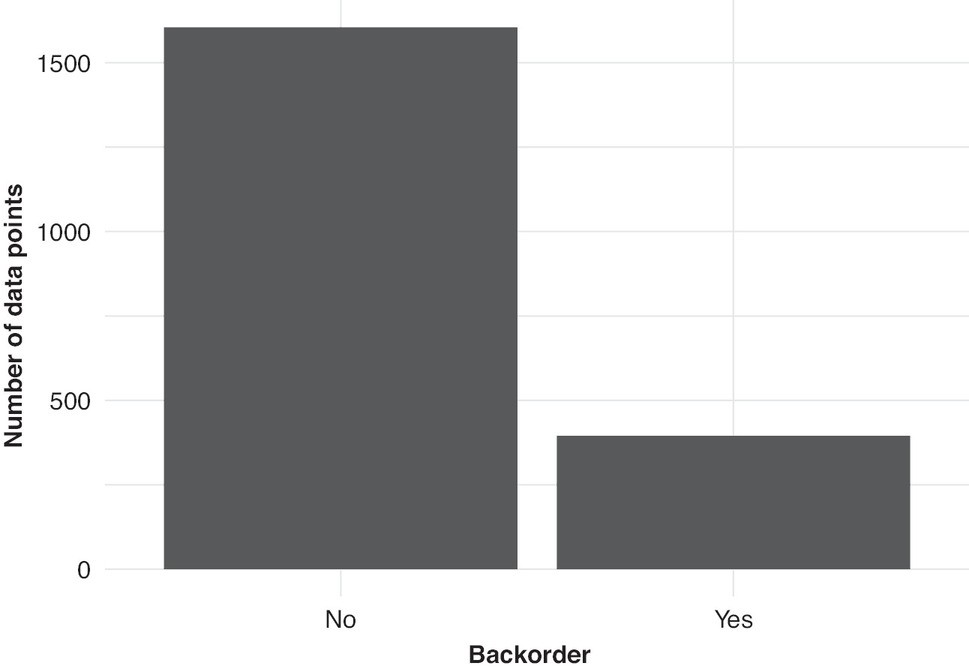 Number of data points
1500
1000
500
0
No
Yes
Backorder